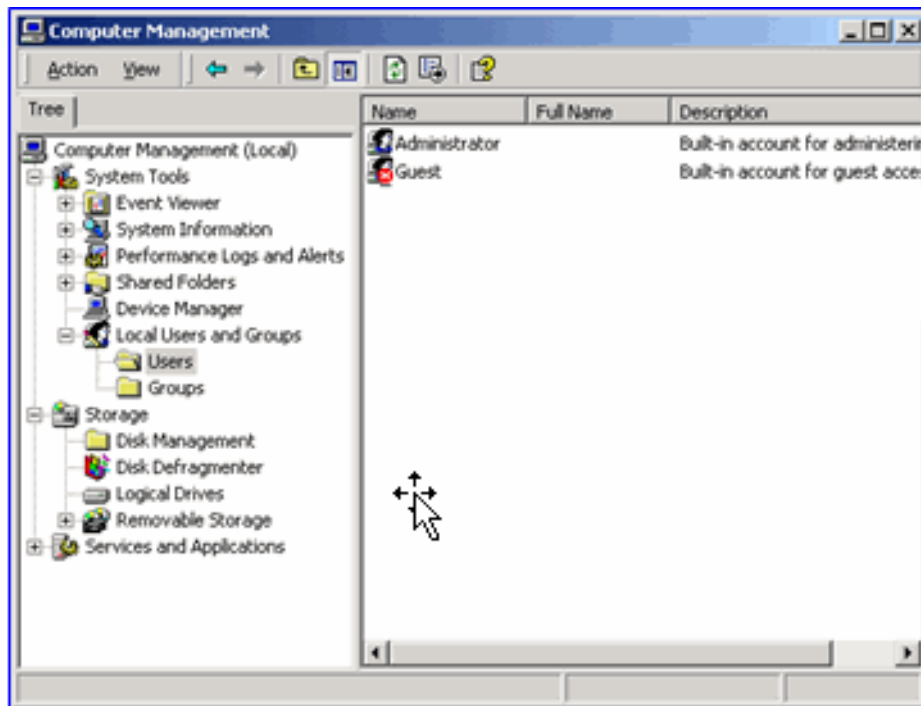 Computer Management
Action View
Tree
Name Full Name Description
Computer Management (Local)
System Tools
Event Viewer
System Information
Performance Logs and Alerts
Shared Folders
Device Manager
Local Users and Groups
Users
Groups
Storage
Disk Management
Disk Defragmenter
Logical Drives
Removable Storage
Services and Applications
Administrator Built-in account for administerin
Guest Built-in account for guest acce